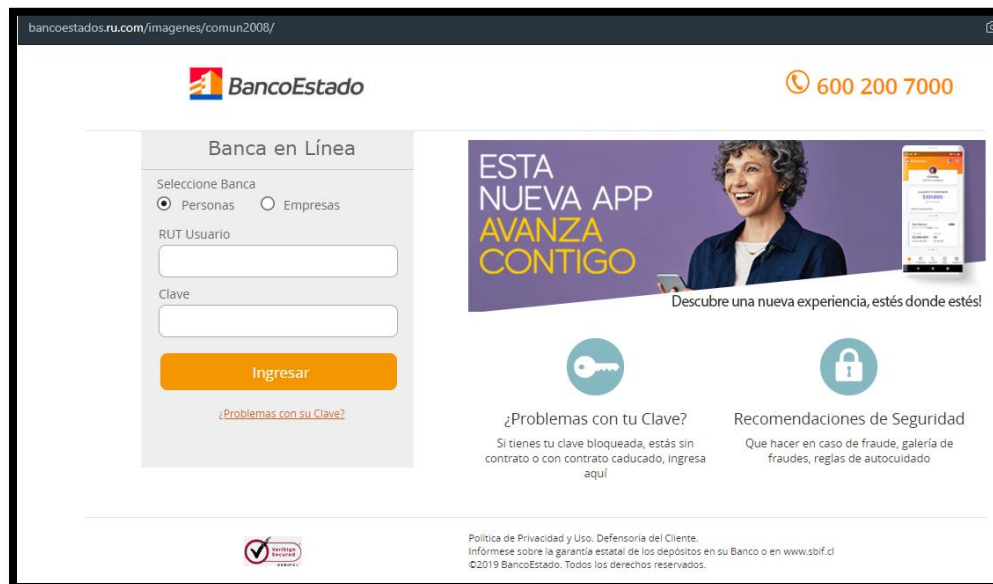 bancoestados.ru.com/imagenes/comun2008/
BancoEstado
600 200 7000
Banca en Línea
Seleccione Banca
Personas
Empresas
RUT Usuario
Clave
Ingresar
¿Problemas con su Clave?
ESTA
NUEVA APP
AVANZA
CONTIGO
Descubre una nueva experiencia, estés donde estés!
¿Problemas con tu Clave?
Si tienes tu clave bloqueada, estás sin
contrato o con contrato caducado, ingresa
aquí
Recomendaciones de Seguridad
Que hacer en caso de fraude, galería de
fraudes, reglas de autocuidado
VeriSign
Secured
Política de Privacidad y Uso. Defensoría del Cliente.
Infórmese sobre la garantía estatal de los depósitos en su Banco o en www.sbif.cl
©2019 BancoEstado. Todos los derechos reservados.